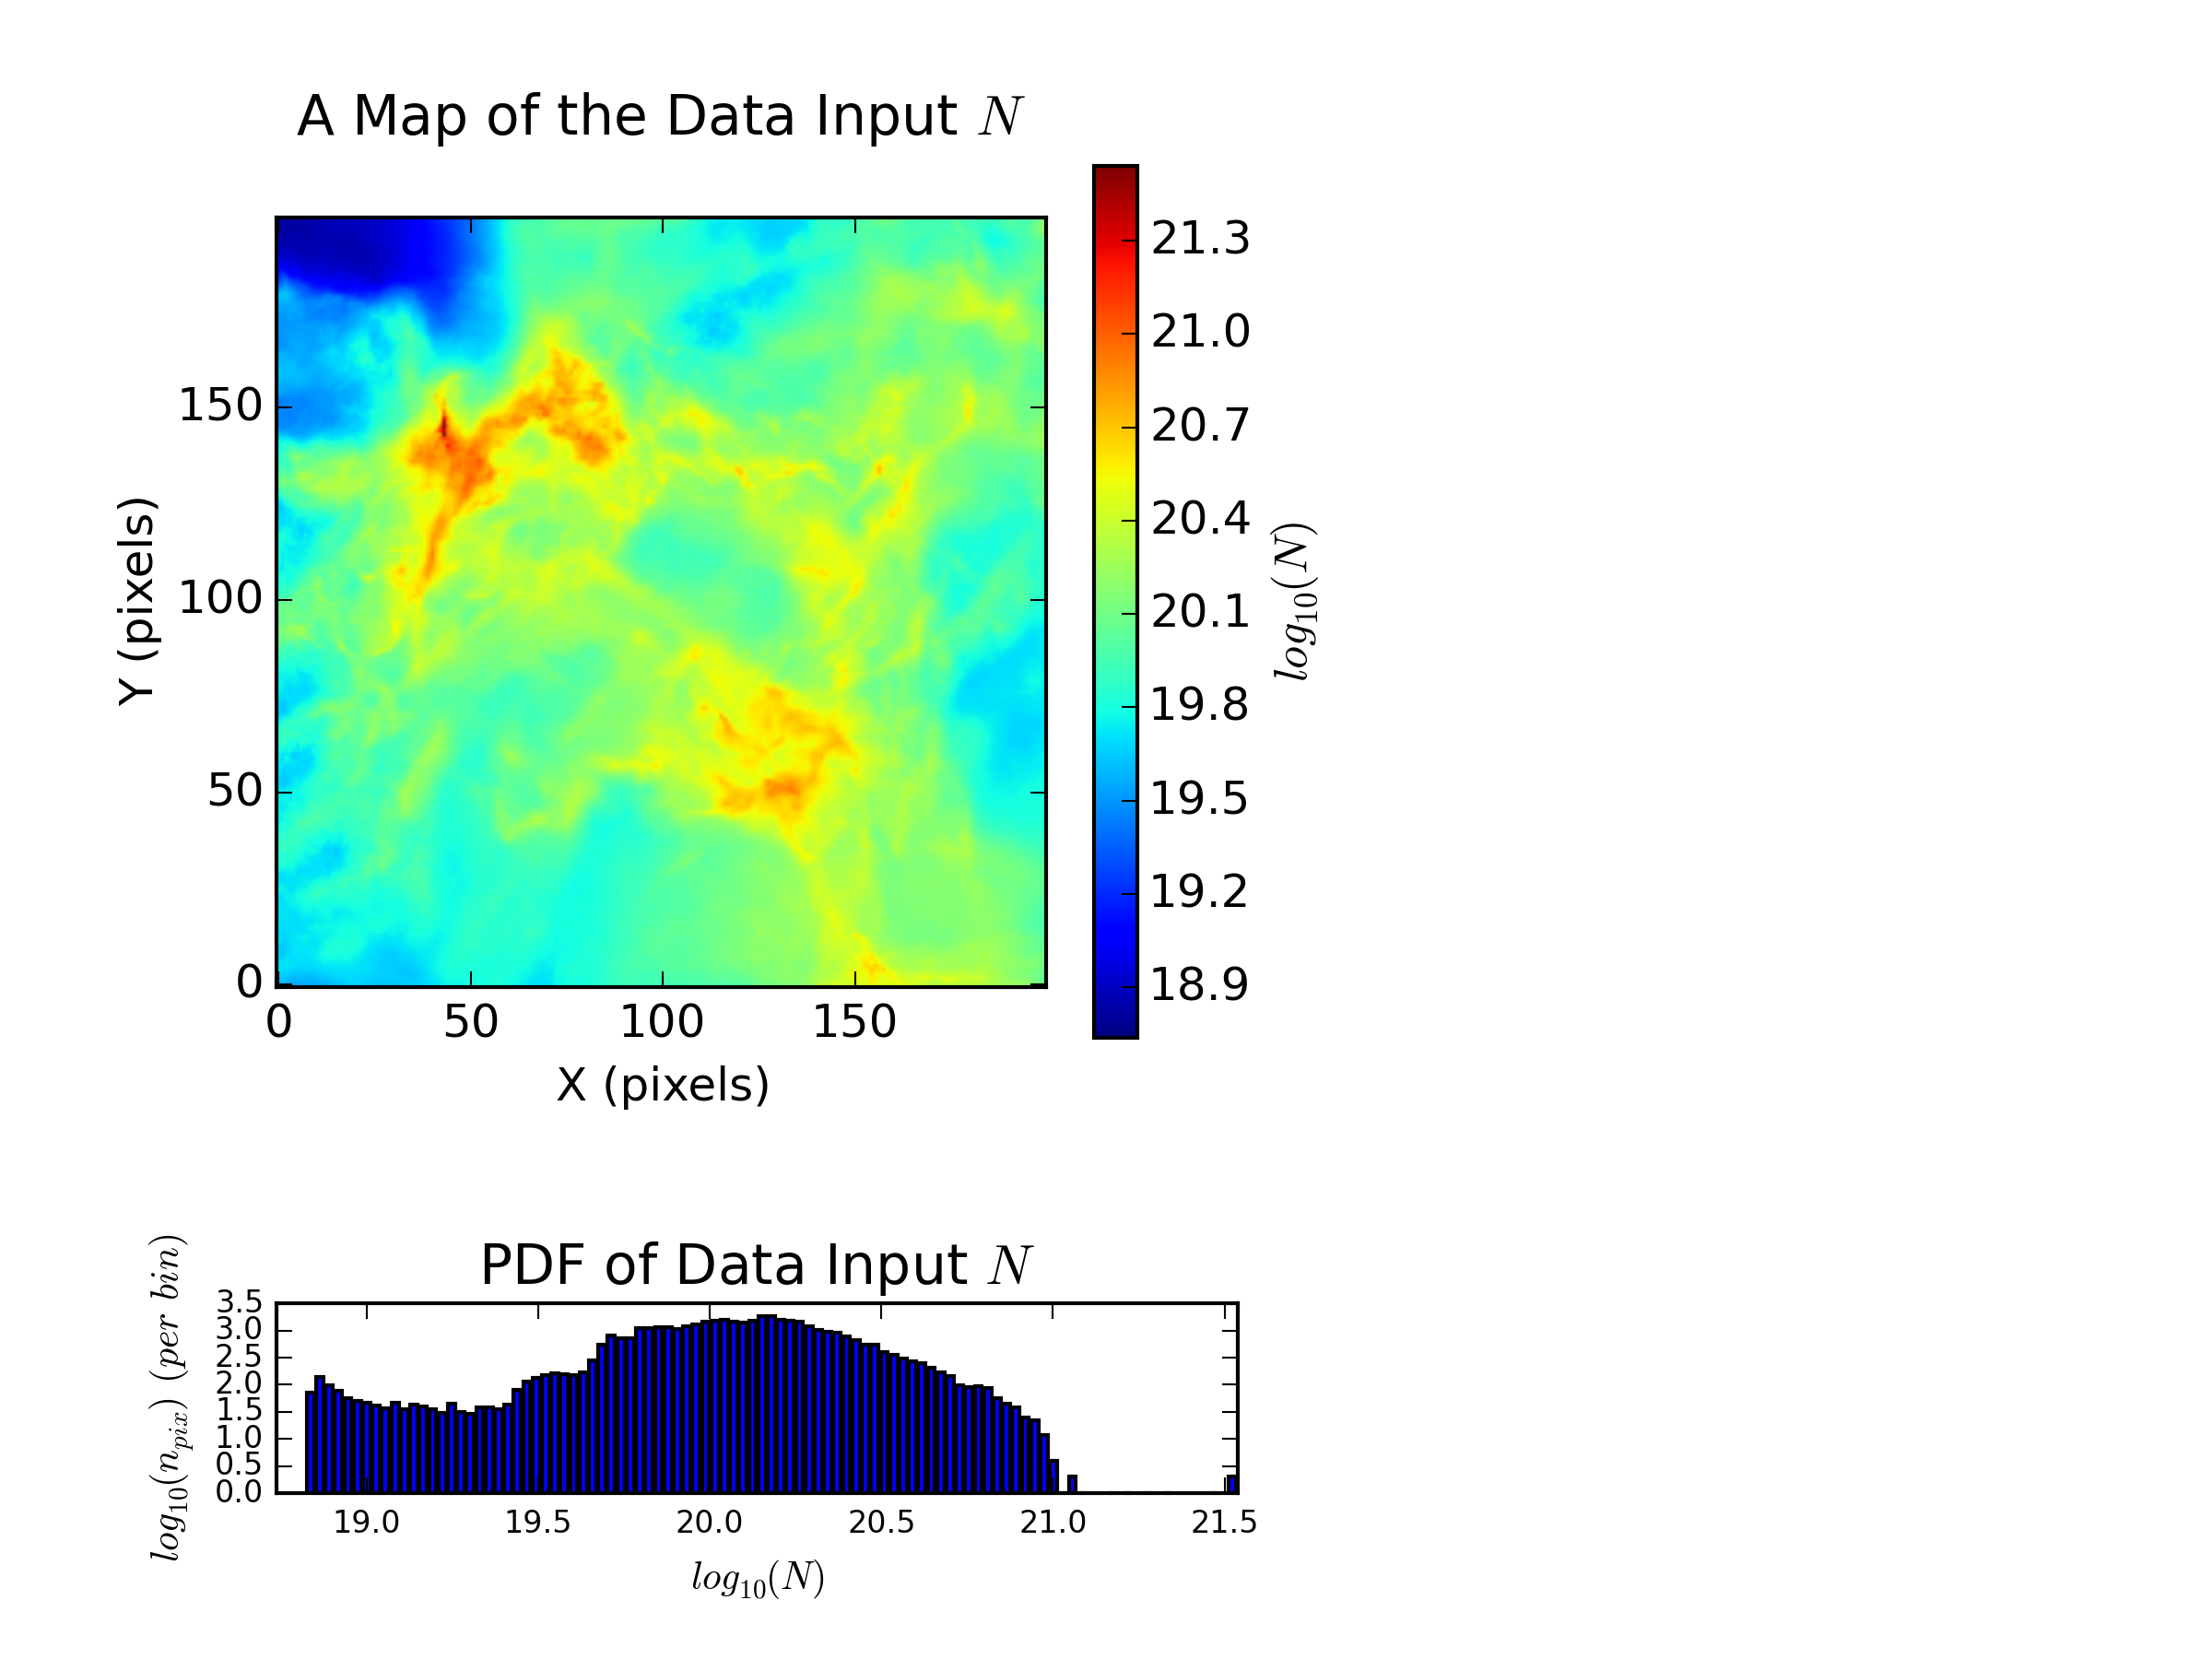 A Map of the Data Input N
Y (pixels)
150
100
50
0
0 50 100 150
X (pixels)
21.3
21.0
20.7
20.4
20.1
19.8
19.5
19.2
18.9
log10(N)
PDF of Data Input N
log10(npix) (per bin)
3.5
3.0
2.5
2.0
1.5
1.0
0.5
0.0
19.0 19.5 20.0 20.5 21.0 21.5
log10(N)